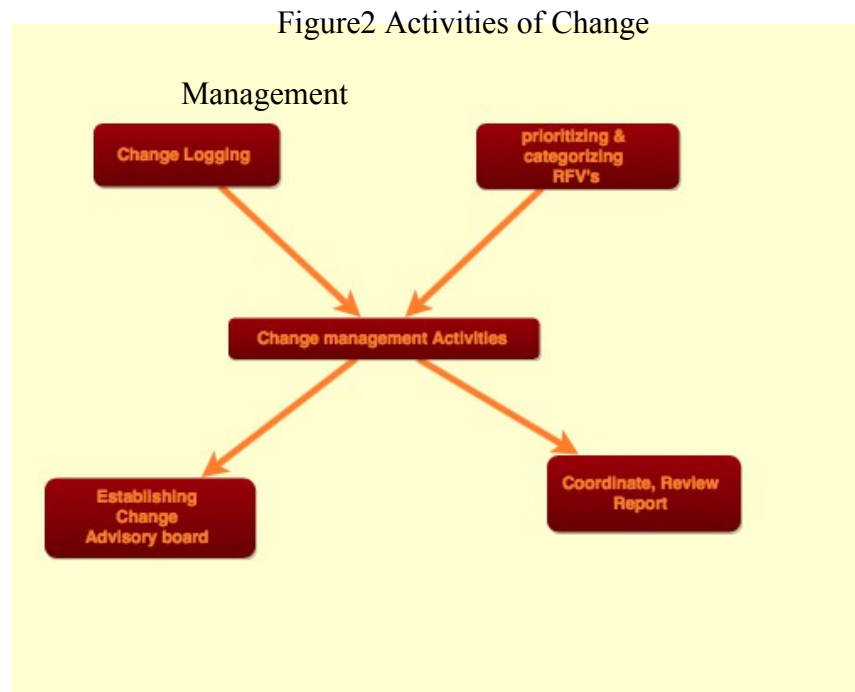 Figure2 Activities of Change
Management
Change Logging
prioritizing &
categorizing
RFV's
Change management Activities
Establishing
Change
Advisory board
Coordinate, Review
Report